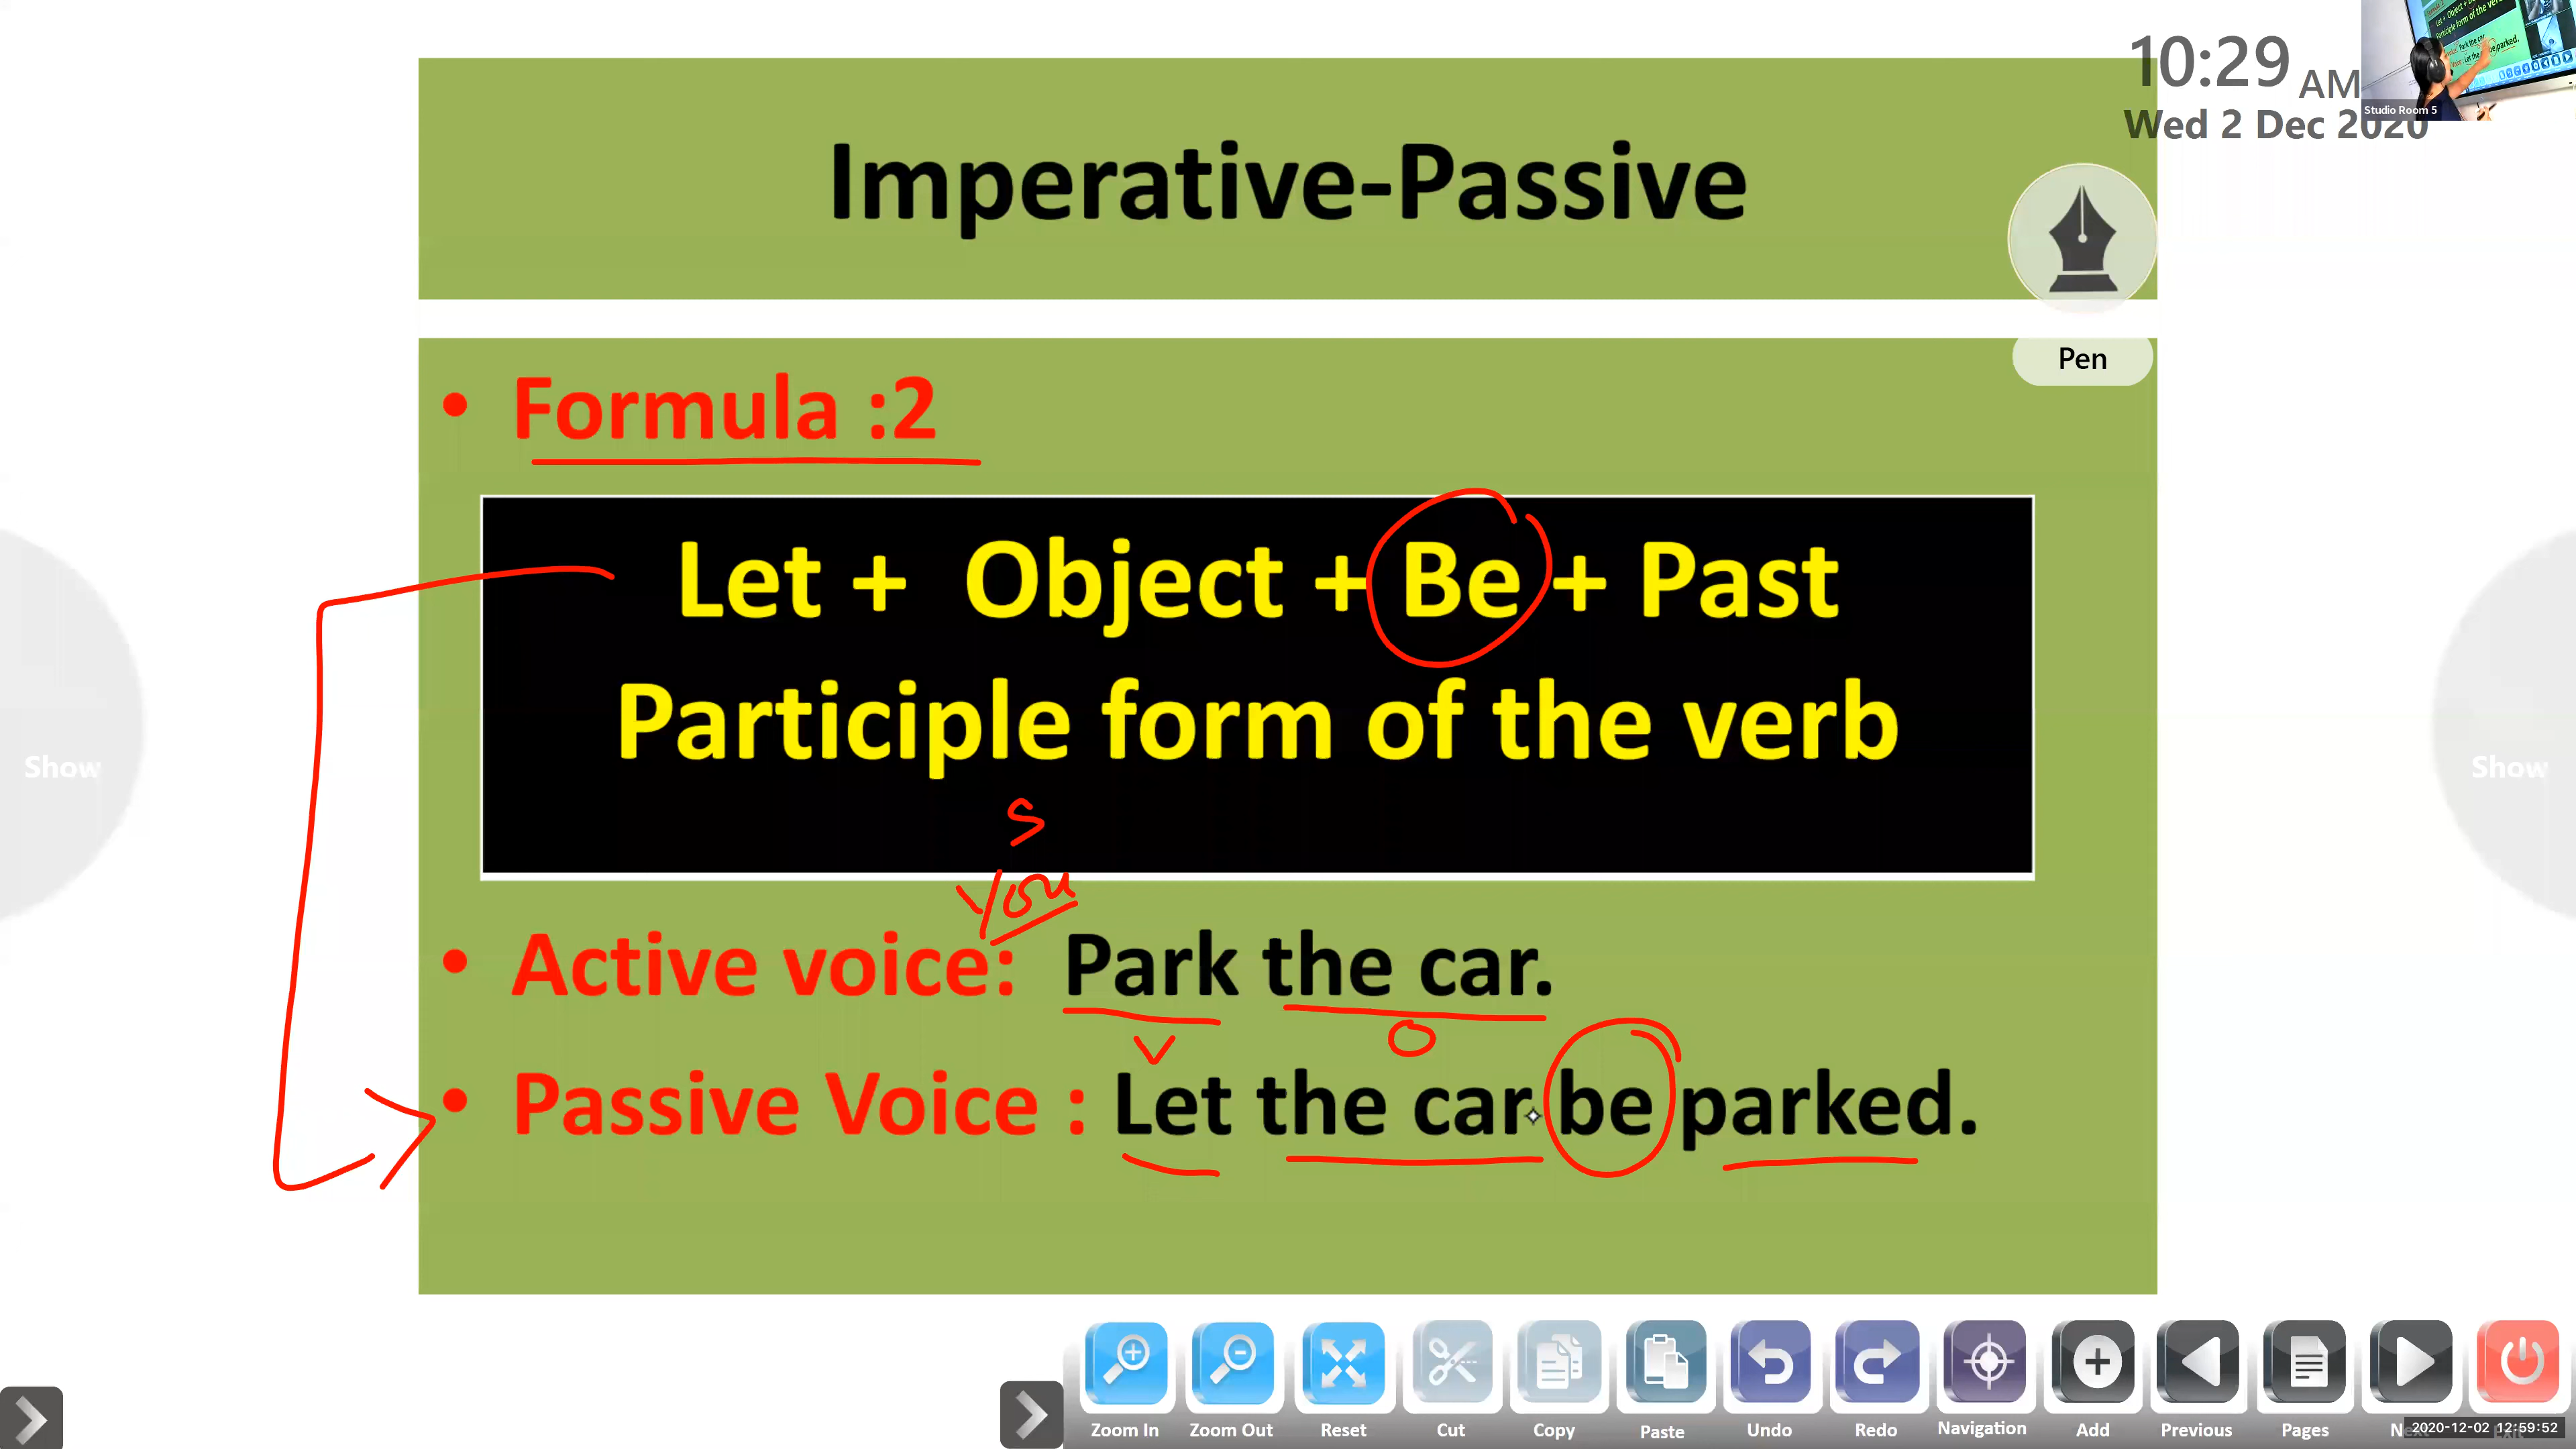 10:29 AM
Wed 2 Dec 2020
Studio Room 5
Imperative-Passive
Pen
• Formula :2
Let + Object + Be + Past
Participle form of the verb
S
You
• Active voice: Park the car.
V O
• Passive Voice : Let the car be parked.
Show
Show
Zoom In Zoom Out Reset Cut Copy Paste Undo Redo Navigation Add Previous Pages
2020-12-02 12:59:52